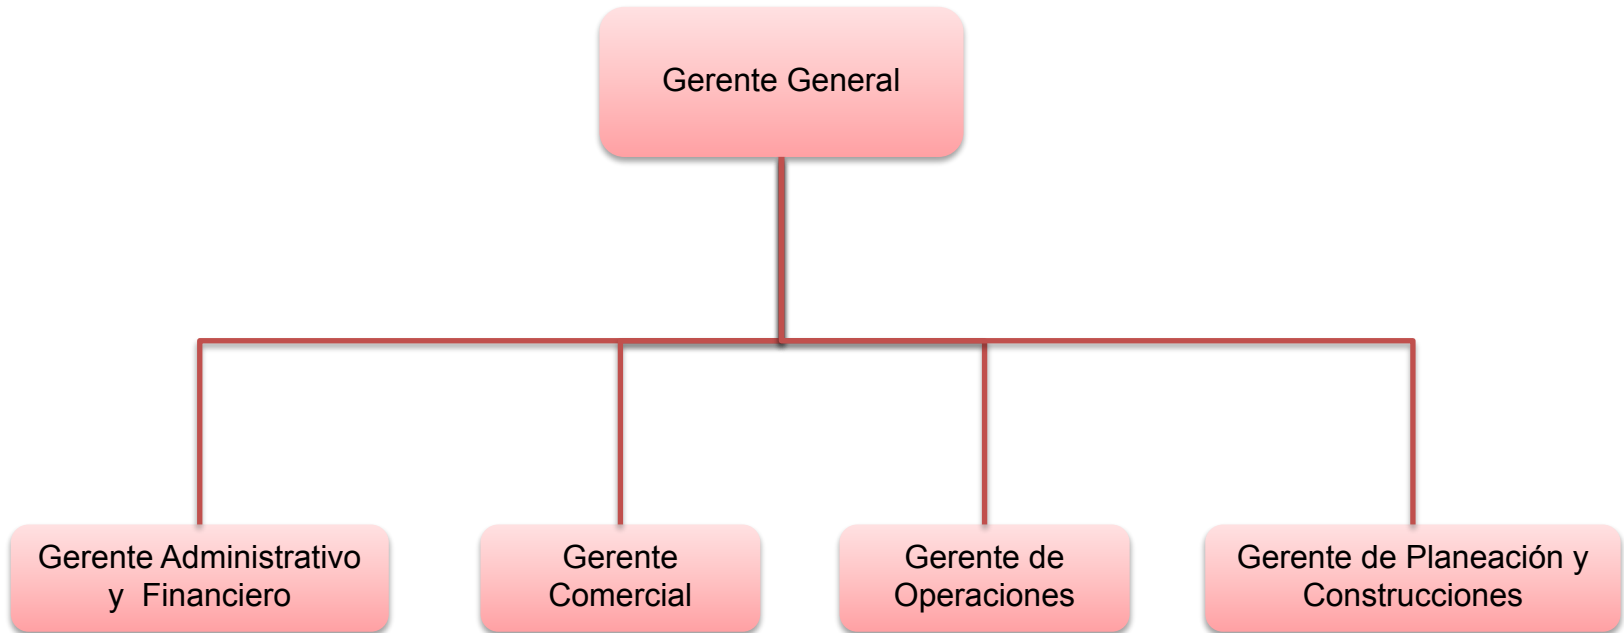 Gerente General
Gerente Administrativo
y Financiero
Gerente
Comercial
Gerente de
Operaciones
Gerente de Planeación y
Construcciones